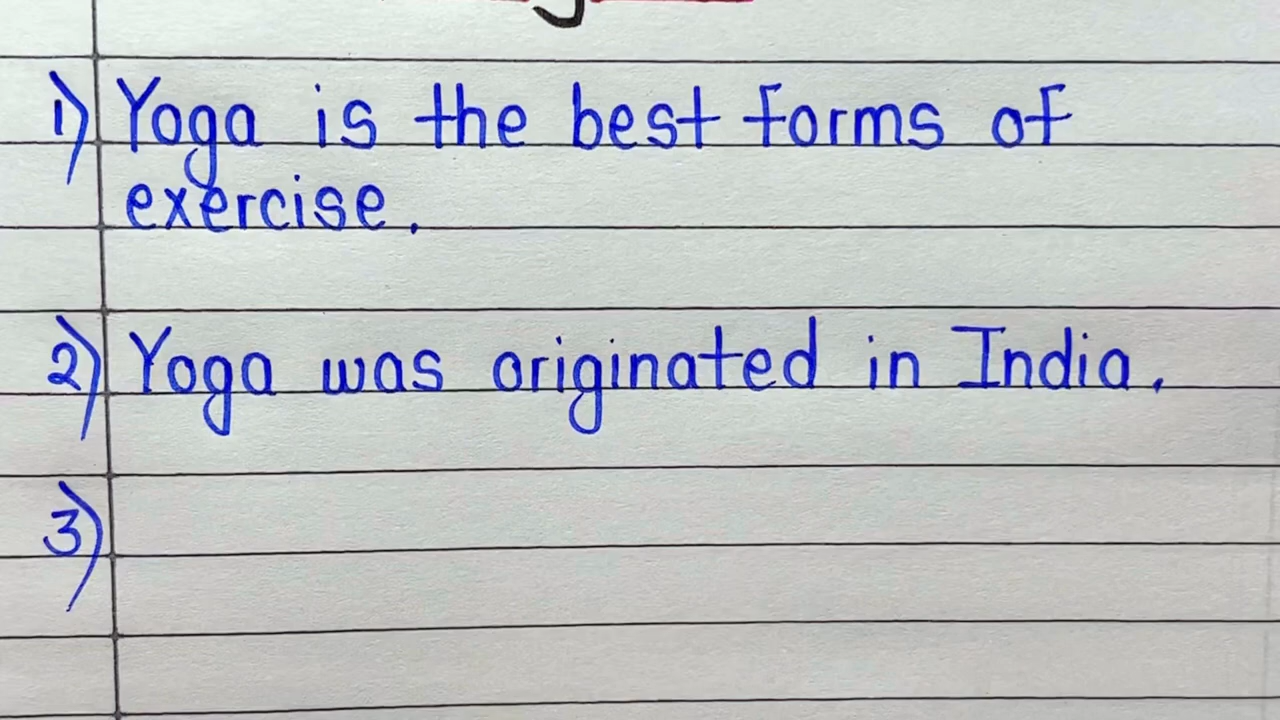 1) Yoga is the best forms of
exercise.
2) Yoga was originated in India.
3)